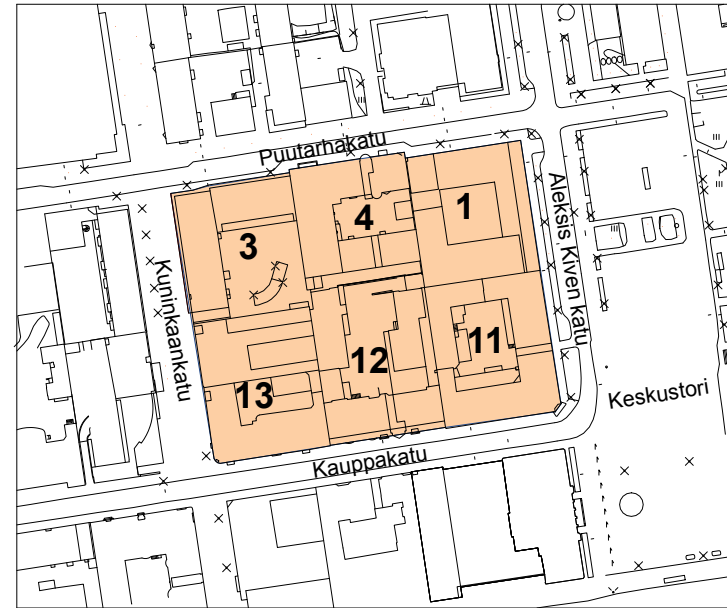 Puutarhakatu
4
1
3
Aleksis Kiven katu
Kuninkaankatu
12
11
13
Keskustori
Kauppakatu